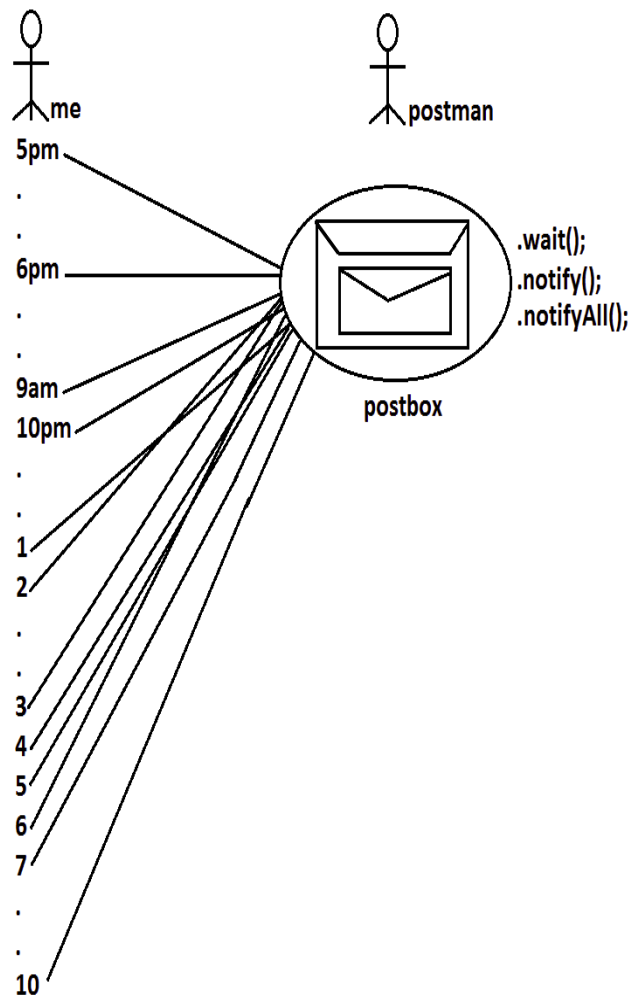 me
postman
5pm
.
.
6pm
.
.
9am
10pm
.
.
1
2
.
.
3
4
5
6
7
.
.
10
.wait();
.notify();
.notifyAll();
postbox